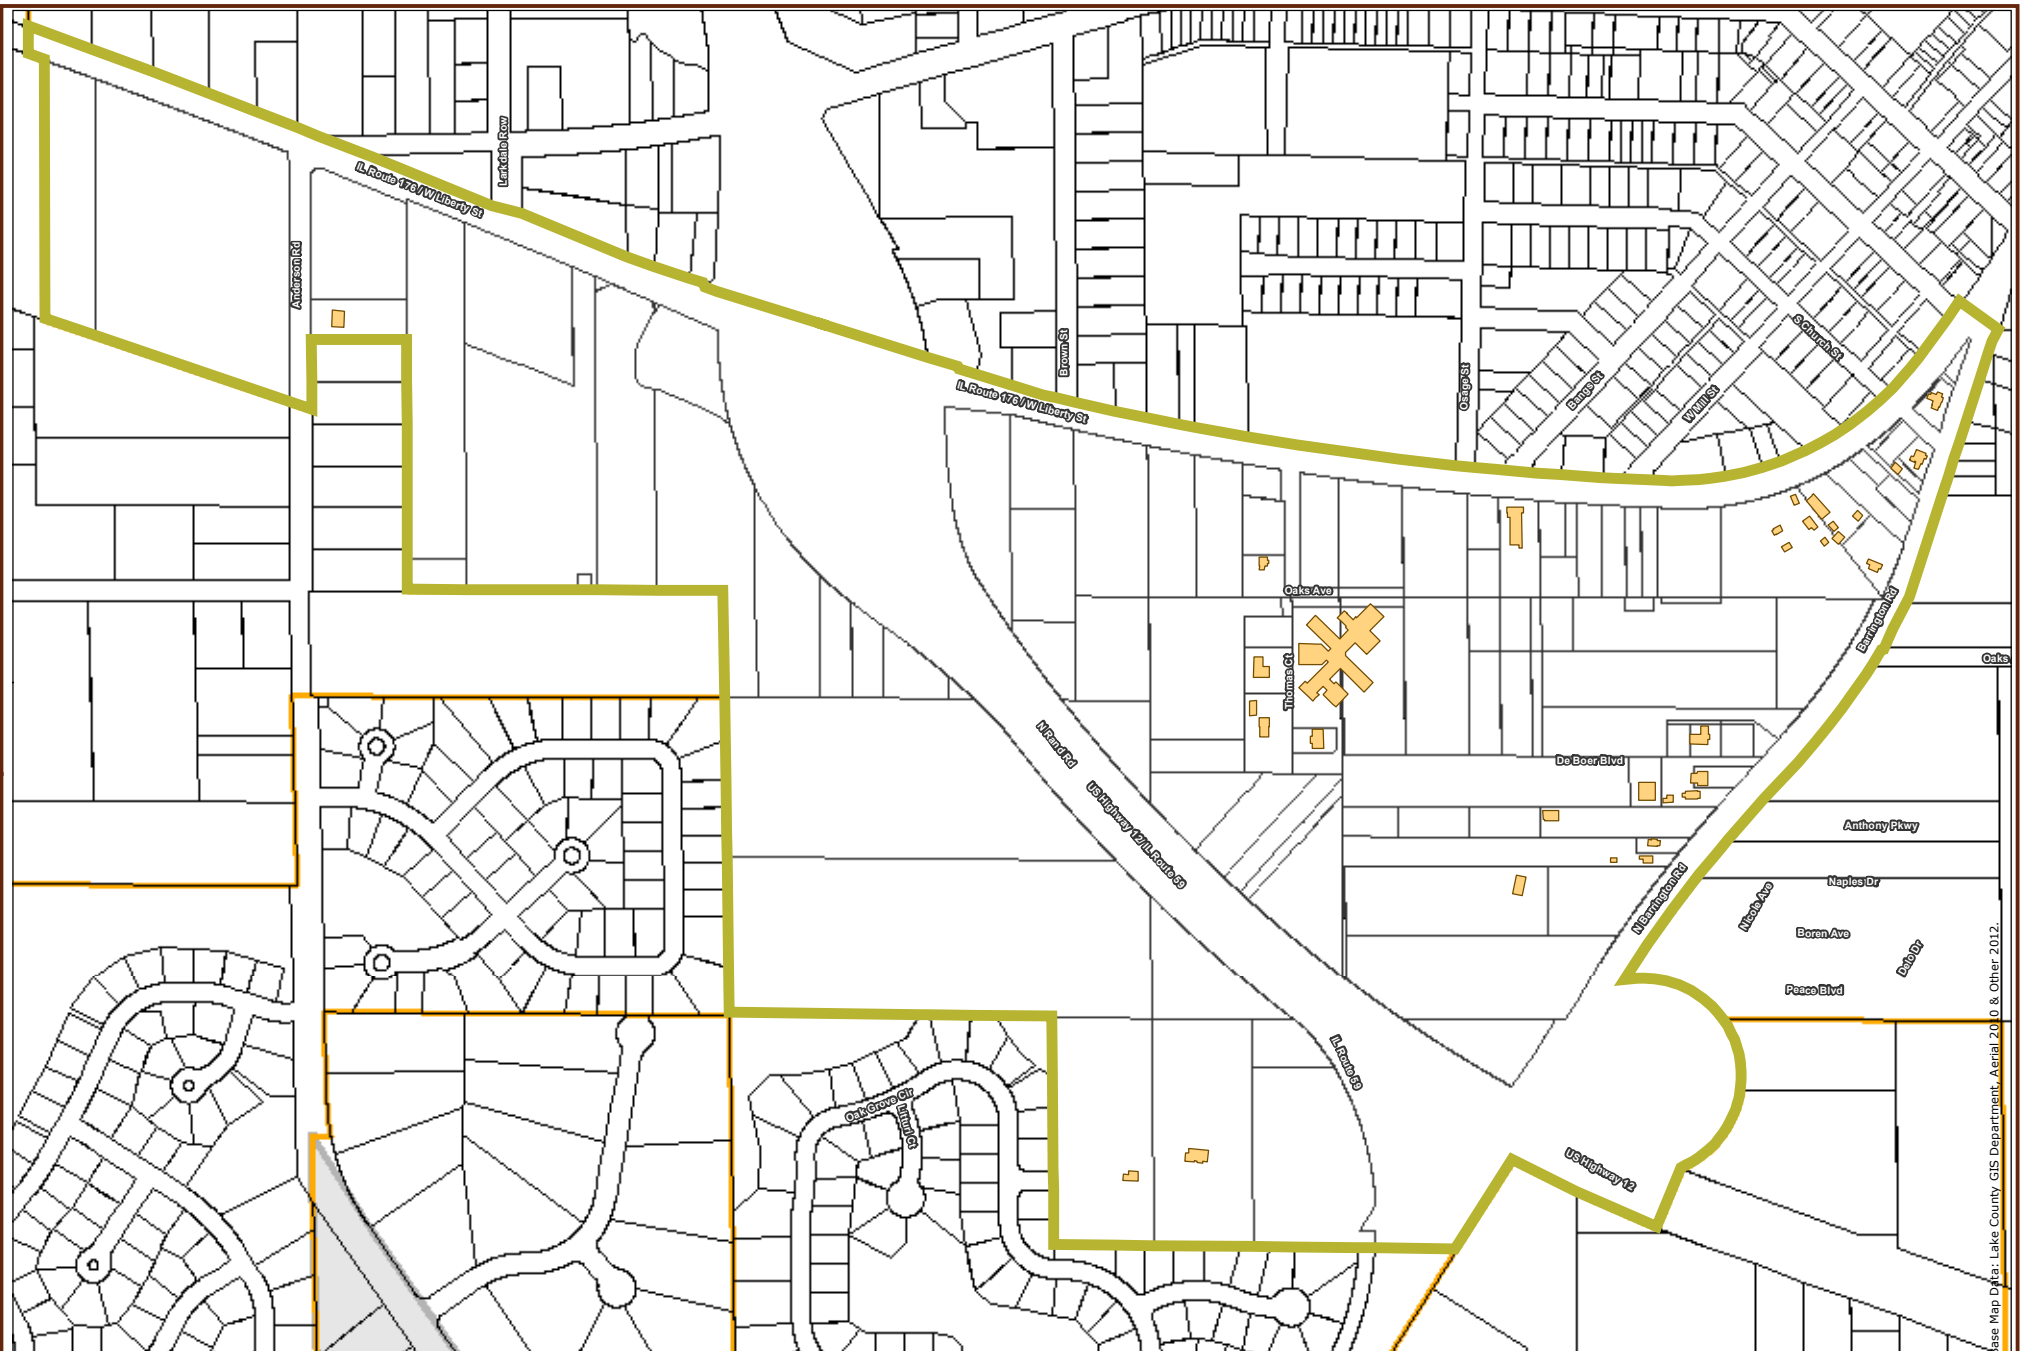 Larkdale Row
IL Route 176 / W Liberty St
Anderson Rd
Brown St
S Church St
IL Route 176 / W Liberty St
Osage St
Bangs St
W Mill St
Oaks Ave
Barrington Rd
Oaks
Thomas Ct
N Rand Rd
De Boer Blvd
US Highway 12/ IL Route 59
Anthony Pkwy
Naples Dr
N Barrington Rd
Nicole Ave
Boren Ave
Dato Dr
Peace Blvd
IL Route 59
Oak Grove Cir
US Highway 12
Base Map Data: Lake County GIS Department, Aerial 2010 & Other 2012.